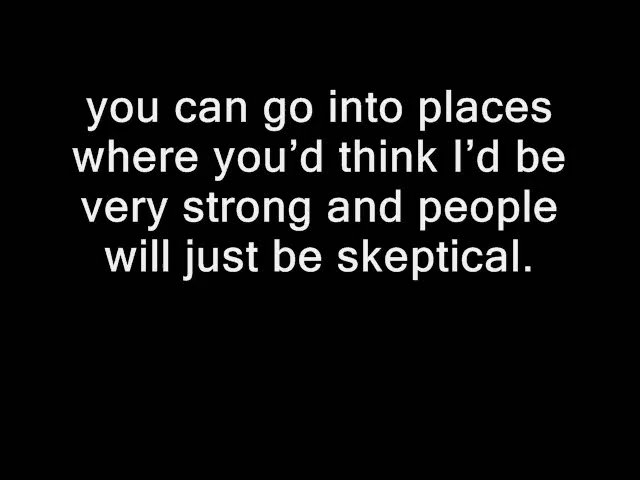 you can go into places
where you’d think I’d be
very strong and people
will just be skeptical.